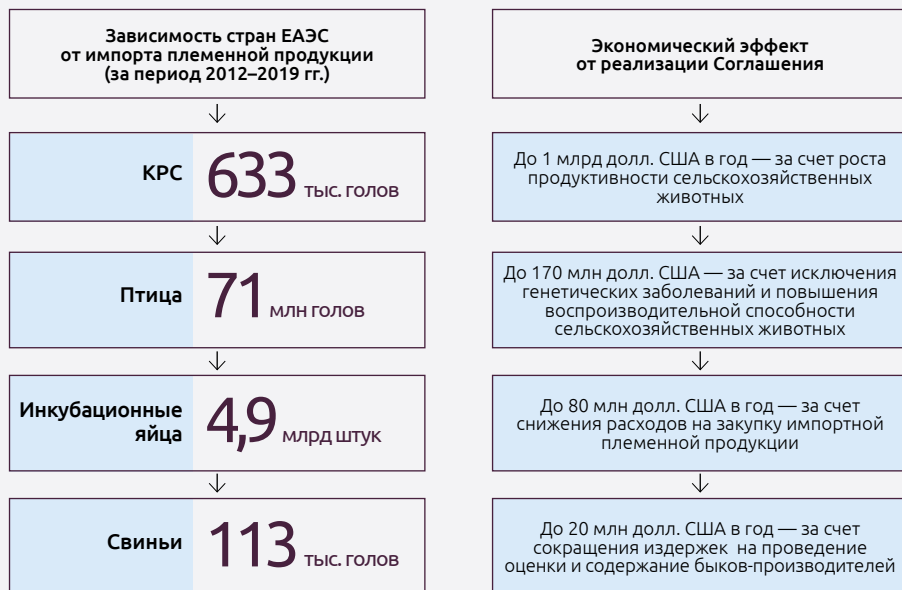 Зависимость стран ЕАЭС
от импорта племенной продукции
(за период 2012–2019 гг.)
КРС
633 тыс. голов
Птица
71 млн голов
Инкубационные
яйца
4,9 млрд штук
Свиньи
113 тыс. голов
Экономический эффект
от реализации Соглашения
До 1 млрд долл. США в год — за счет роста
продуктивности сельскохозяйственных
животных
До 170 млн долл. США — за счет исключения
генетических заболеваний и повышения
воспроизводительной способности
сельскохозяйственных животных
До 80 млн долл. США в год — за счет
снижения расходов на закупку импортной
племенной продукции
До 20 млн долл. США в год — за счет
сокращения издержек на проведение
оценки и содержание быков-производителей